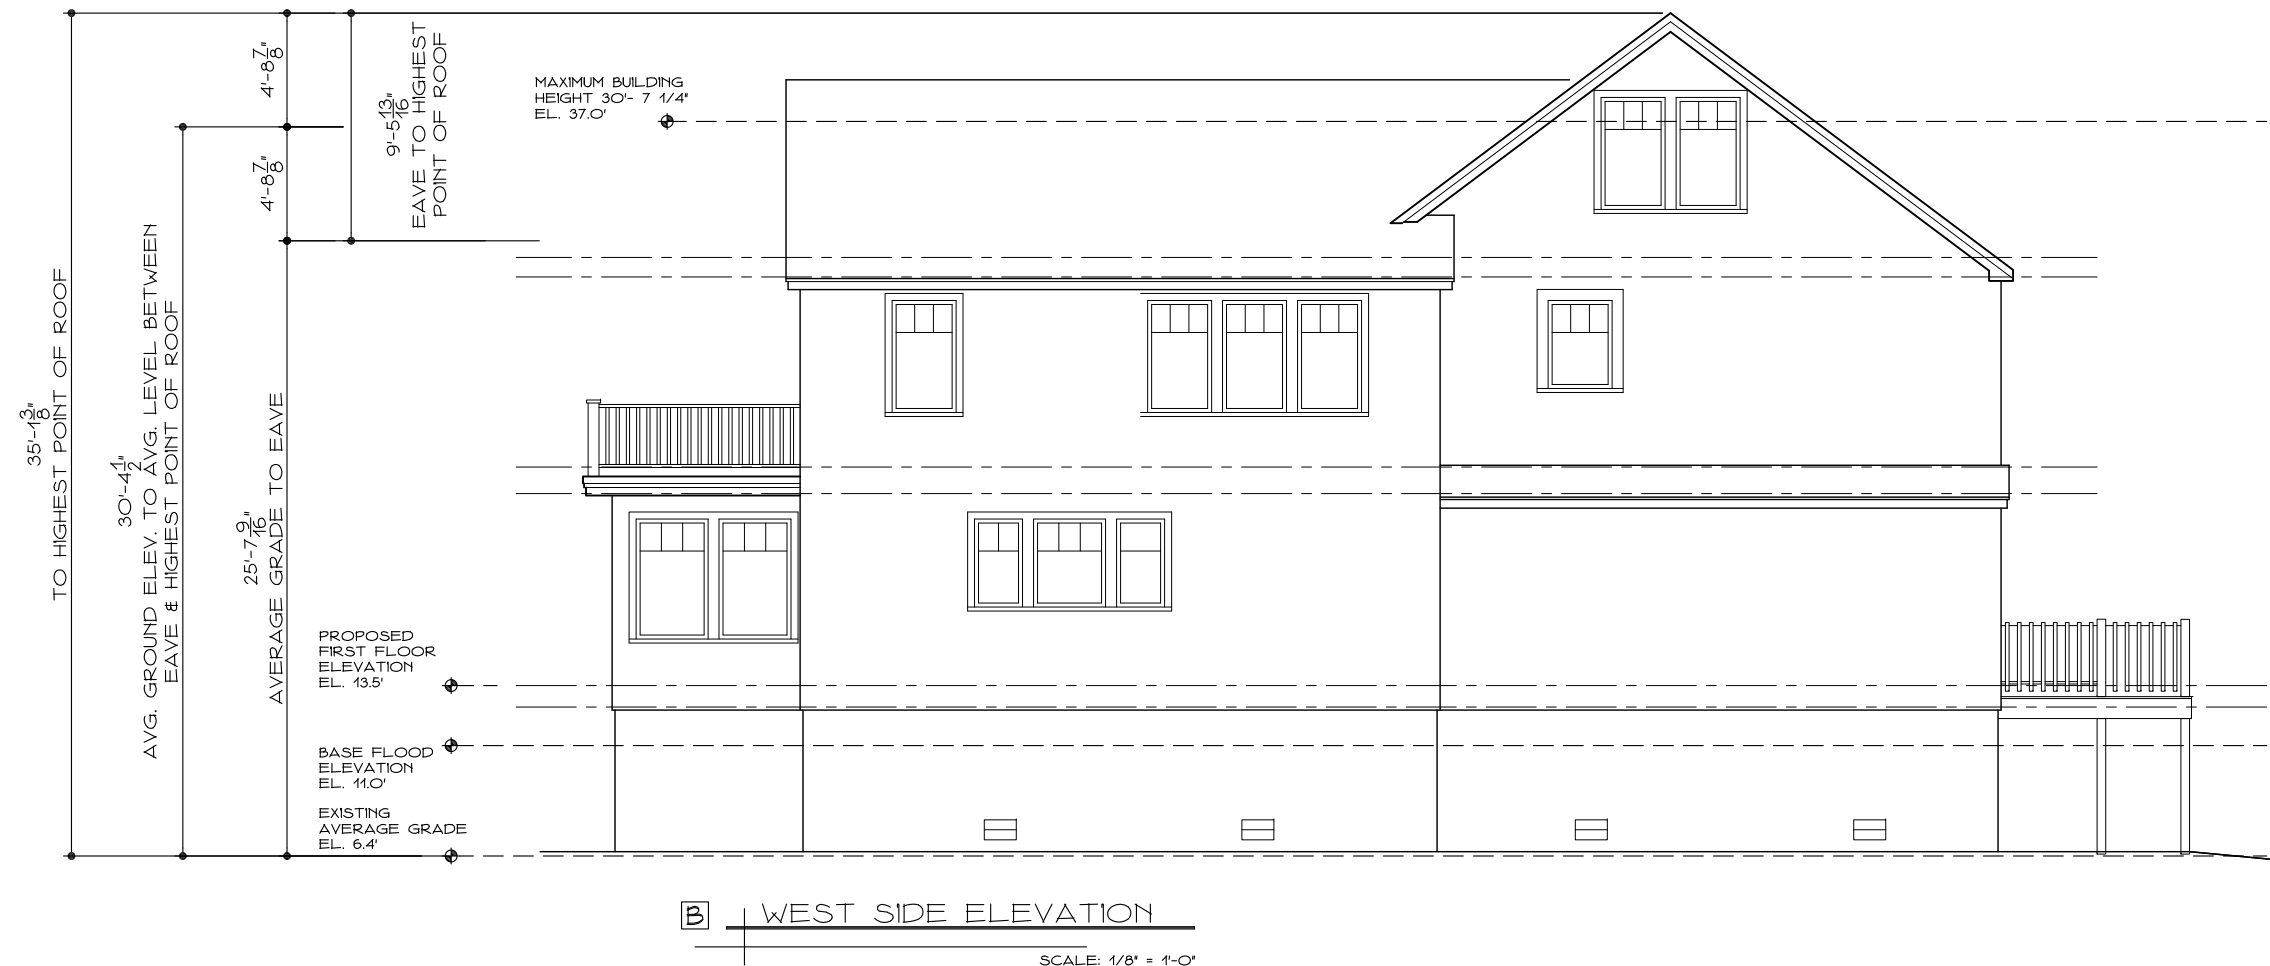 35'-1 3/8"
TO HIGHEST POINT OF ROOF
30'-4 1/2"
AVG. GROUND ELEV. TO AVG. LEVEL BETWEEN
EAVE & HIGHEST POINT OF ROOF
4'-8 7/8"
4'-8 7/8"
25'-7 9/16"
AVERAGE GRADE TO EAVE
9'-5 13/16"
EAVE TO HIGHEST
POINT OF ROOF
MAXIMUM BUILDING
HEIGHT 30'- 7 1/4"
EL. 37.0'
PROPOSED
FIRST FLOOR
ELEVATION
EL. 13.5'
BASE FLOOD
ELEVATION
EL. 11.0'
EXISTING
AVERAGE GRADE
EL. 6.4'
B WEST SIDE ELEVATION
SCALE: 1/8" = 1'-0"